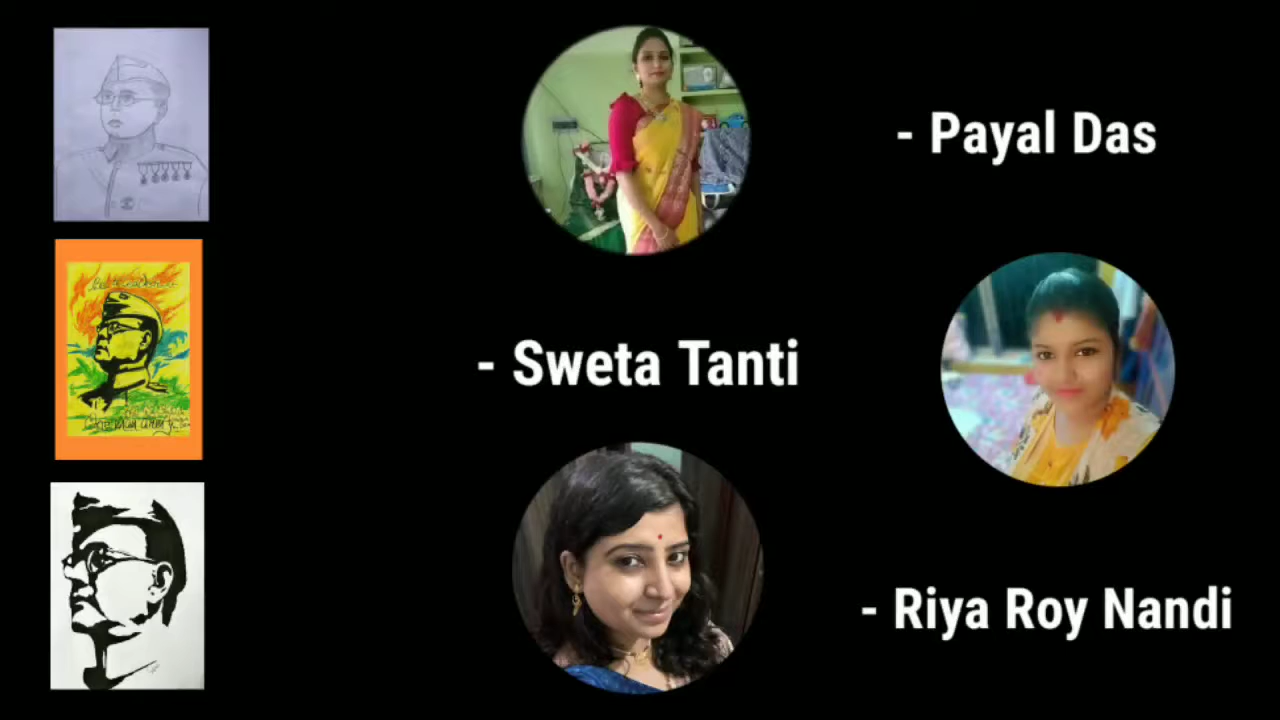 - Payal Das
- Sweta Tanti
- Riya Roy Nandi